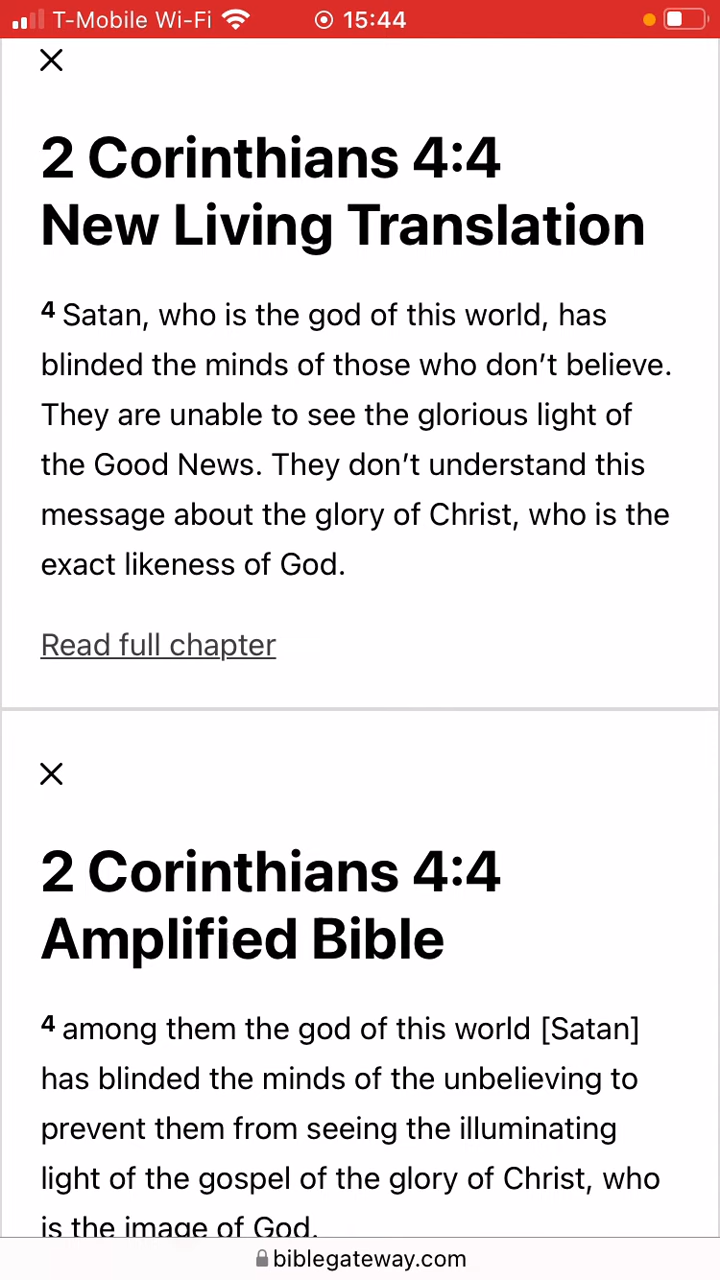 T-Mobile Wi-Fi 15:44
2 Corinthians 4:4
New Living Translation
4 Satan, who is the god of this world, has
blinded the minds of those who don’t believe.
They are unable to see the glorious light of
the Good News. They don’t understand this
message about the glory of Christ, who is the
exact likeness of God.
Read full chapter
2 Corinthians 4:4
Amplified Bible
4 among them the god of this world [Satan]
has blinded the minds of the unbelieving to
prevent them from seeing the illuminating
light of the gospel of the glory of Christ, who
is the image of God.
biblegateway.com